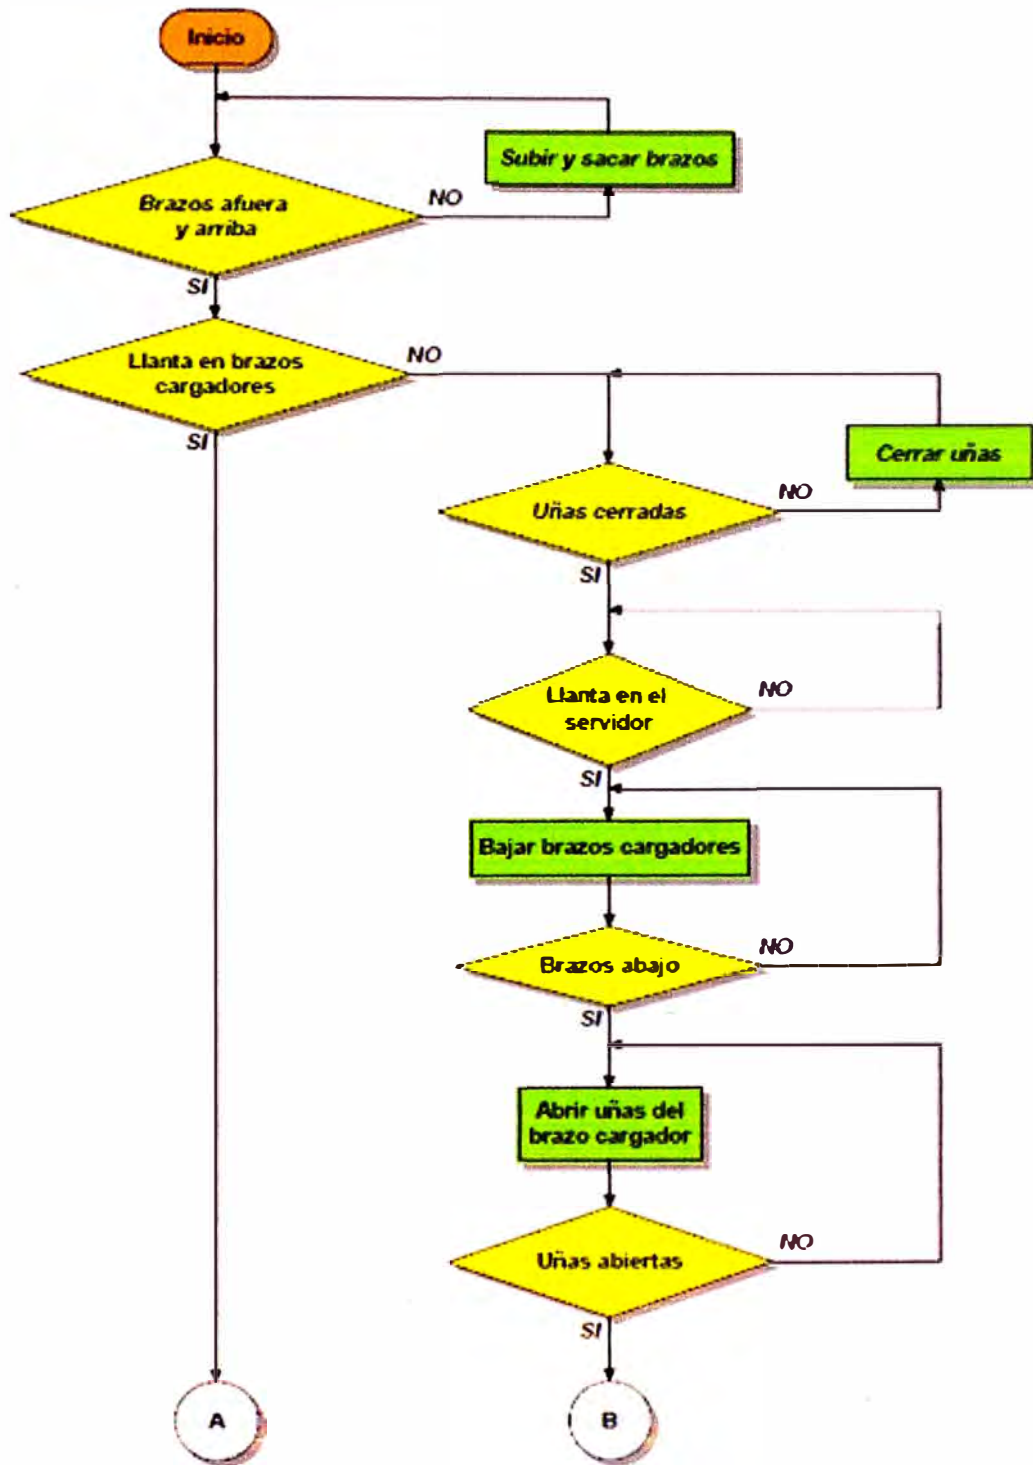 Inicio
Subir y sacar brazos
Brazos afuera
y arriba
NO
SI
Llanta en brazos
cargadores
NO
SI
Cerrar uñas
Uñas cerradas
NO
SI
Llanta en el
servidor
NO
SI
Bajar brazos cargadores
Brazos abajo
NO
SI
Abrir uñas del
brazo cargador
Uñas abiertas
NO
SI
A
B